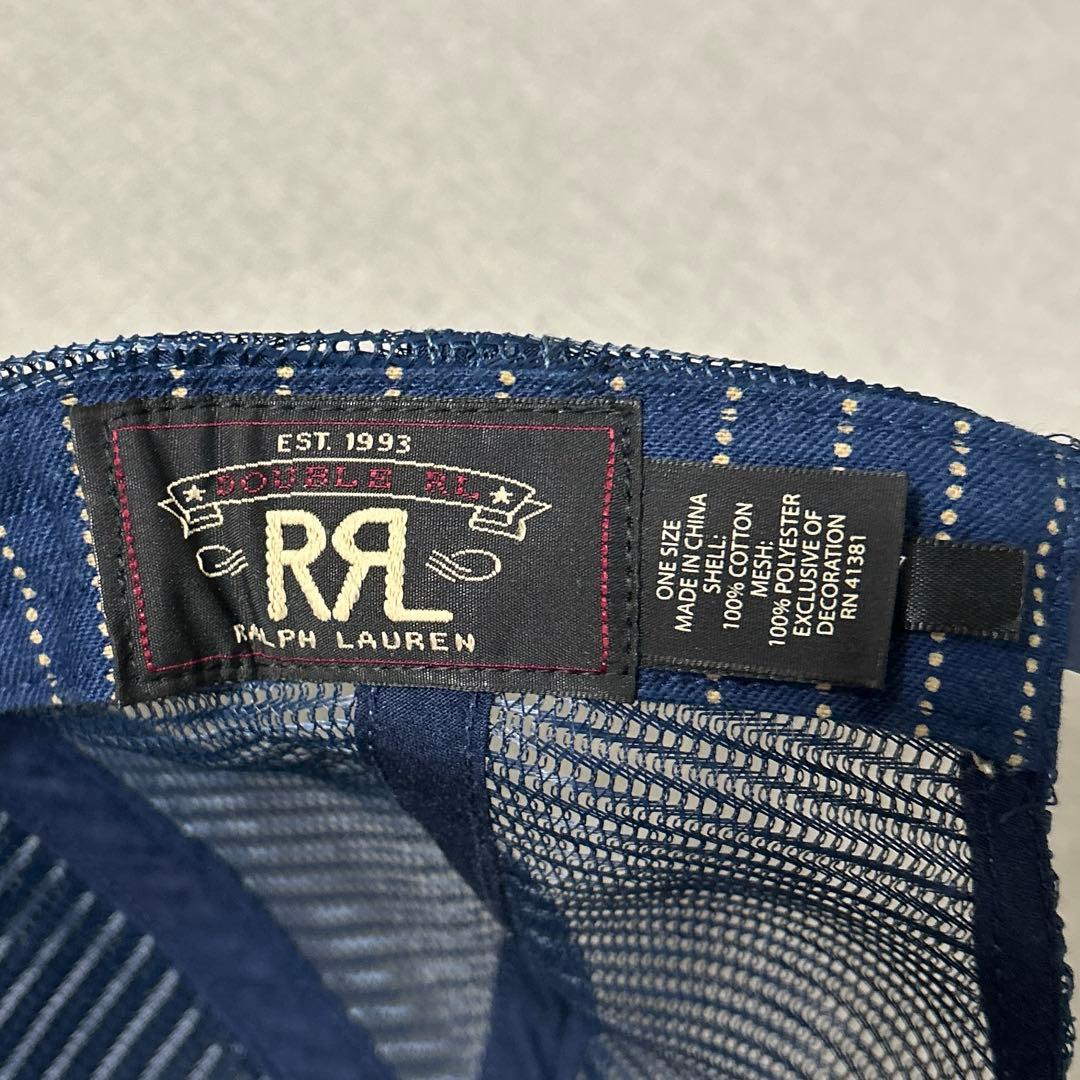 EST. 1993
DOUBLE RL
RRL
RALPH LAUREN
ONE SIZE
MADE IN CHINA
SHELL:
100% COTTON
MESH:
100% POLYESTER
EXCLUSIVE OF
DECORATION
RN 41381